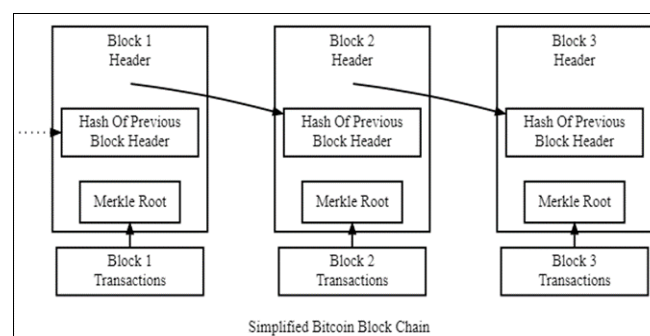 Block 1
Header
Block 2
Header
Block 3
Header
Hash Of Previous
Block Header
Hash Of Previous
Block Header
Hash Of Previous
Block Header
Merkle Root
Merkle Root
Merkle Root
Block 1
Transactions
Block 2
Transactions
Block 3
Transactions
Simplified Bitcoin Block Chain